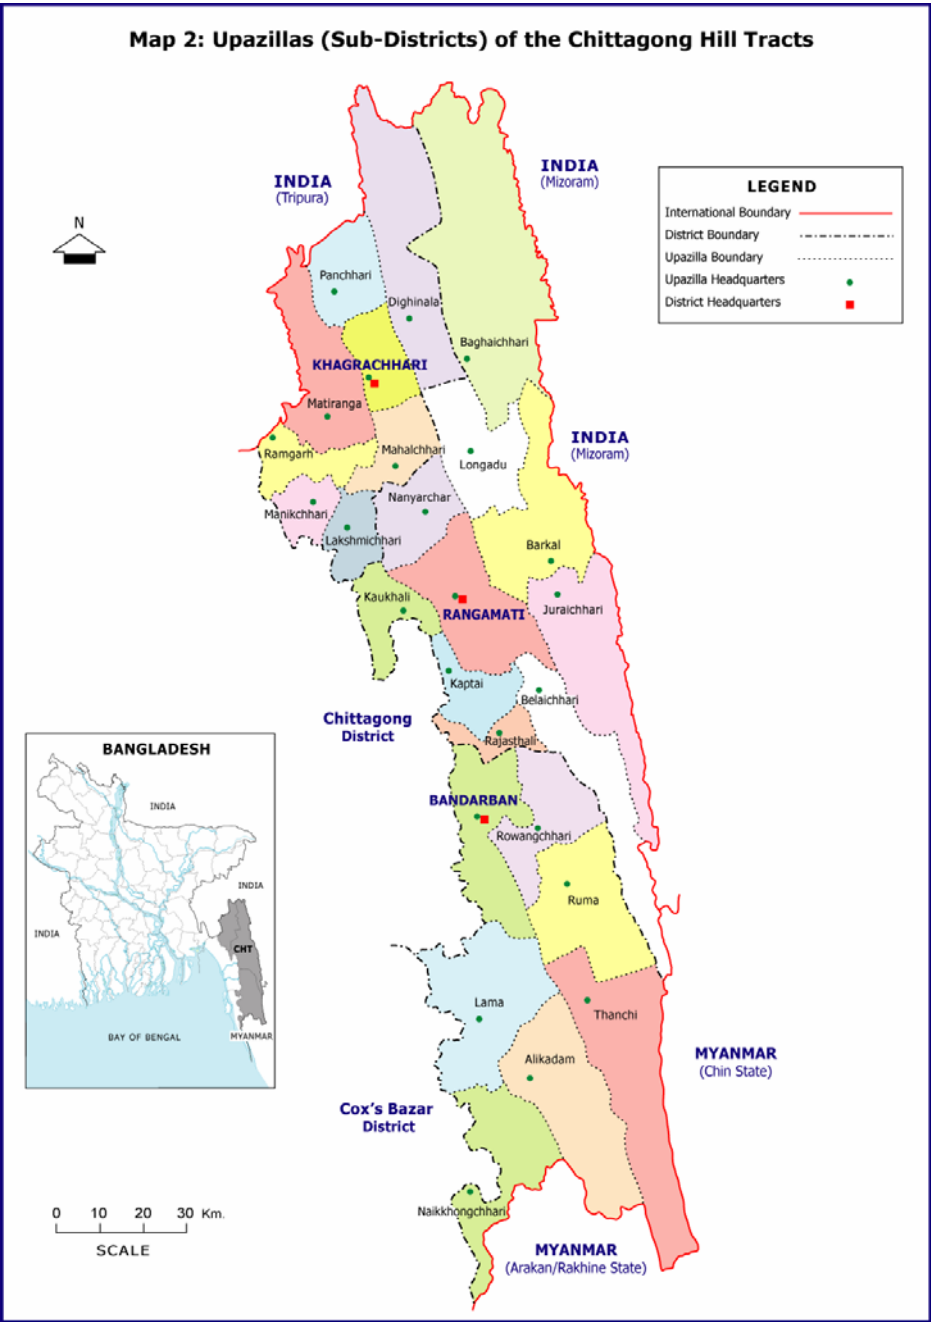 Map 2: Upazillas (Sub-Districts) of the Chittagong Hill Tracts
INDIA
(Tripura)
INDIA
(Mizoram)
LEGEND
International Boundary
District Boundary
Upazilla Boundary
Upazilla Headquarters
District Headquarters
N
Panchhari
Dighinala
Baghaichhari
KHAGRACHHARI
Matiranga
INDIA
(Mizoram)
Ramgarh
Mahalchhari
Longadu
Nanyarchar
Manikchhari
Lakshmichhari
Barkal
Kaukhali
RANGAMATI
Juraichhari
Kaptai
Belaichhari
Chittagong
District
Rajasthali
BANDARBAN
Rowangchhari
Ruma
Lama
Thanchi
Alikadam
MYANMAR
(Chin State)
Cox's Bazar
District
Naikkhongchhari
MYANMAR
(Arakan/Rakhine State)
BANGLADESH
INDIA
INDIA
INDIA
CHT
BAY OF BENGAL
MYANMAR
0 10 20 30 Km.
SCALE